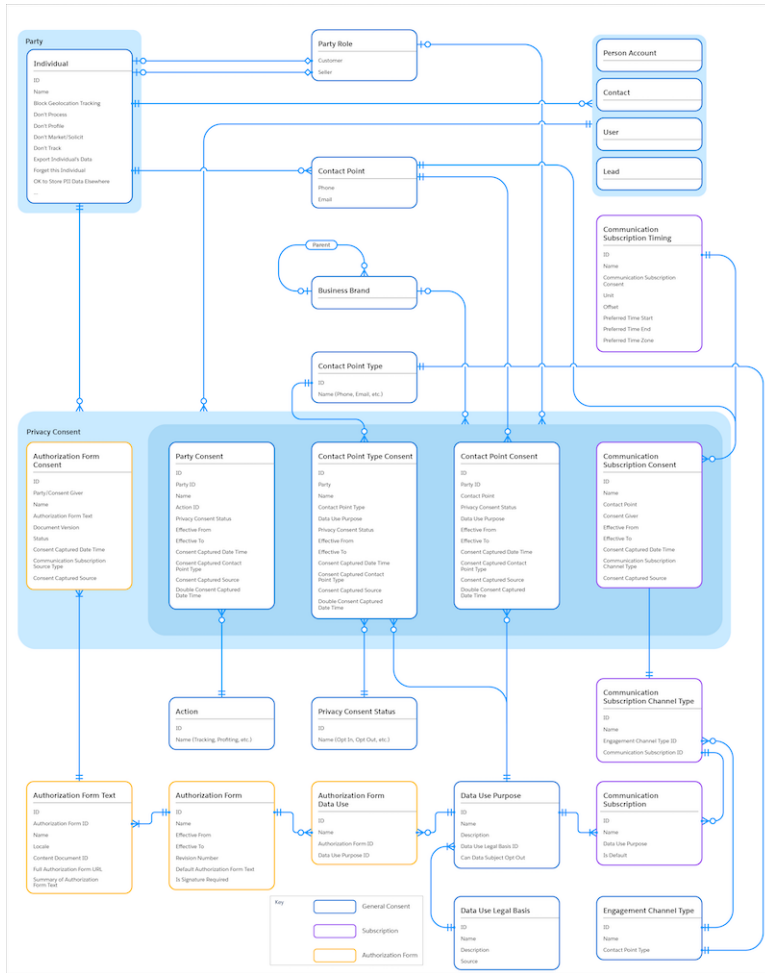 Party
Individual
ID
Name
Block Geolocation Tracking
Don't Process
Don't Profile
Don't Market/Solicit
Don't Track
Export Individual's Data
Forget this Individual
OK to Store PII Data Elsewhere
...
Party Role
Customer
Seller
Person Account
Contact
User
Lead
Contact Point
Phone
Email
Parent
Business Brand
Communication
Subscription Timing
ID
Name
Communication Subscription
Consent
Unit
Offset
Preferred Time Start
Preferred Time End
Preferred Time Zone
Contact Point Type
ID
Name (Phone, Email, etc.)
Privacy Consent
Authorization Form
Consent
ID
Party/Consent Giver
Name
Authorization Form Text
Document Version
Status
Consent Captured Date Time
Communication Subscription
Source Type
Consent Captured Source
Party Consent
ID
Party ID
Name
Action ID
Privacy Consent Status
Effective From
Effective To
Consent Captured Date Time
Consent Captured Contact
Point Type
Consent Captured Source
Double Consent Captured
Date Time
Contact Point Type Consent
ID
Party
Name
Contact Point Type
Data Use Purpose
Privacy Consent Status
Effective From
Effective To
Consent Captured Date Time
Consent Captured Contact
Point Type
Consent Captured Source
Double Consent Captured
Date Time
Contact Point Consent
ID
Party ID
Contact Point
Privacy Consent Status
Data Use Purpose
Effective From
Effective To
Consent Captured Date Time
Consent Captured Contact
Point Type
Consent Captured Source
Double Consent Captured
Date Time
Communication
Subscription Consent
ID
Name
Contact Point
Consent Giver
Effective From
Effective To
Consent Captured Date Time
Communication Subscription
Channel Type
Consent Captured Source
Action
ID
Name (Tracking, Profiling, etc.)
Privacy Consent Status
ID
Name (Opt In, Opt Out, etc.)
Communication
Subscription Channel Type
ID
Name
Engagement Channel Type ID
Communication Subscription ID
Authorization Form Text
ID
Authorization Form ID
Name
Locale
Content Document ID
Full Authorization Form URL
Summary of Authorization
Form Text
Authorization Form
ID
Name
Effective From
Effective To
Revision Number
Default Authorization Form Text
Is Signature Required
Authorization Form
Data Use
ID
Name
Authorization Form ID
Data Use Purpose ID
Data Use Purpose
ID
Name
Description
Data Use Legal Basis ID
Can Data Subject Opt Out
Communication
Subscription
ID
Name
Data Use Purpose
Is Default
Key
General Consent
Subscription
Authorization Form
Data Use Legal Basis
ID
Name
Description
Source
Engagement Channel Type
ID
Name
Contact Point Type